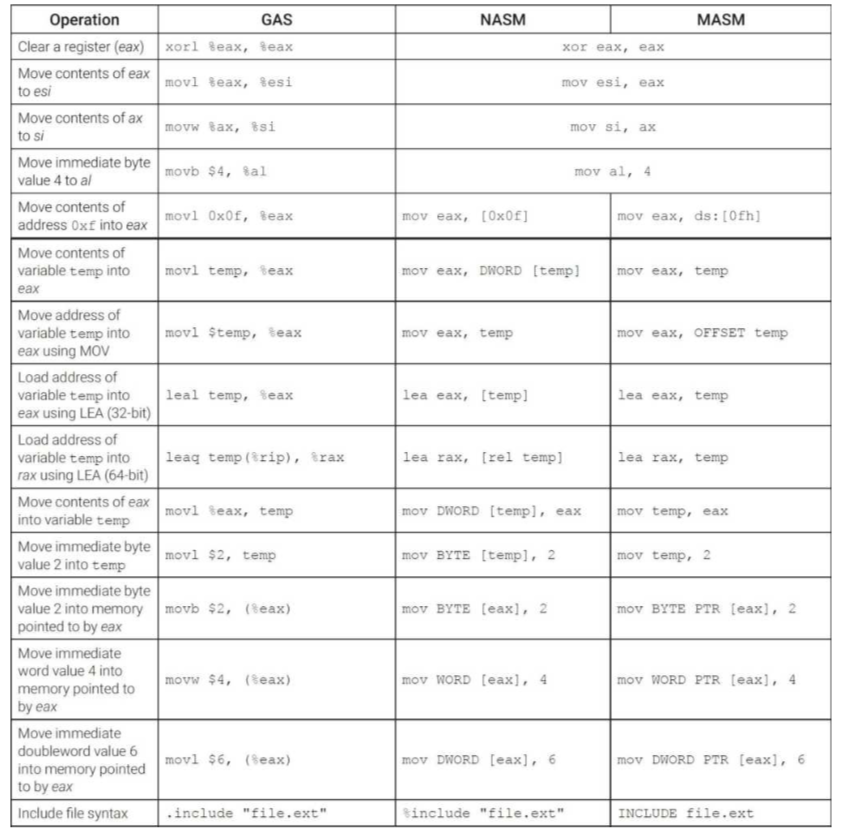 Operation GAS NASM MASM
Clear a register (eax) xorl %eax, %eax xor eax, eax
Move contents of eax
to esi movl %eax, %esi mov esi, eax
Move contents of ax
to si movw %ax, %si mov si, ax
Move immediate byte
value 4 to al movb $4, %al mov al, 4
Move contents of
address 0xf into eax movl 0x0f, %eax mov eax, [0x0f] mov eax, ds:[0fh]
Move contents of
variable temp into
eax movl temp, %eax mov eax, DWORD [temp] mov eax, temp
Move address of
variable temp into
eax using MOV movl $temp, %eax mov eax, temp mov eax, OFFSET temp
Load address of
variable temp into
eax using LEA (32-bit) leal temp, %eax lea eax, [temp] lea eax, temp
Load address of
variable temp into
rax using LEA (64-bit) leaq temp(%rip), %rax lea rax, [rel temp] lea rax, temp
Move contents of eax
into variable temp movl %eax, temp mov DWORD [temp], eax mov temp, eax
Move immediate byte
value 2 into temp movl $2, temp mov BYTE [temp], 2 mov temp, 2
Move immediate byte
value 2 into memory
pointed to by eax movb $2, (%eax) mov BYTE [eax], 2 mov BYTE PTR [eax], 2
Move immediate
word value 4 into
memory pointed to
by eax movw $4, (%eax) mov WORD [eax], 4 mov WORD PTR [eax], 4
Move immediate
doubleword value 6
into memory pointed
to by eax movl $6, (%eax) mov DWORD [eax], 6 mov DWORD PTR [eax], 6
Include file syntax .include "file.ext" %include "file.ext" INCLUDE file.ext